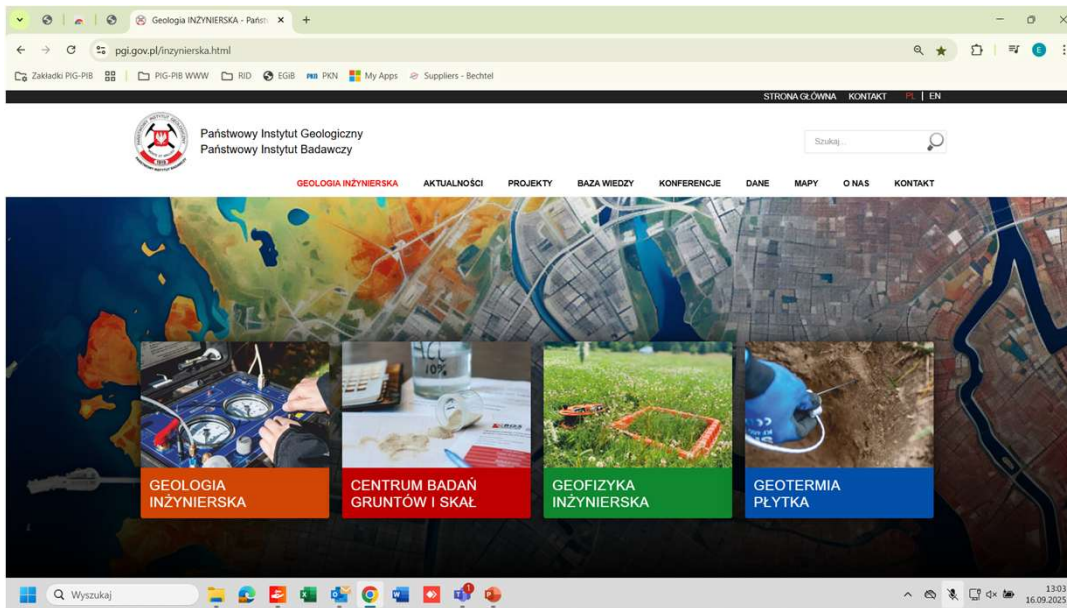 Geologia INŻYNIERSKA - Państ
pgi.gov.pl/inzynierska.html
E
Zakładki PIG-PIB
PIG-PIB WWW
RID
EGiB
PKN
My Apps
Suppliers - Bechtel
STRONA GŁÓWNA KONTAKT PL | EN
Państwowy Instytut Geologiczny
Państwowy Instytut Badawczy
Szukaj...
GEOLOGIA INŻYNIERSKA AKTUALNOŚCI PROJEKTY BAZA WIEDZY KONFERENCJE DANE MAPY O NAS KONTAKT
HCL
10%
GEOLOGIA
INŻYNIERSKA
CENTRUM BADAŃ
GRUNTÓW I SKAŁ
GEOFIZYKA
INŻYNIERSKA
GEOTERMIA
PŁYTKA
Wyszukaj
1
13:03
16.09.2025